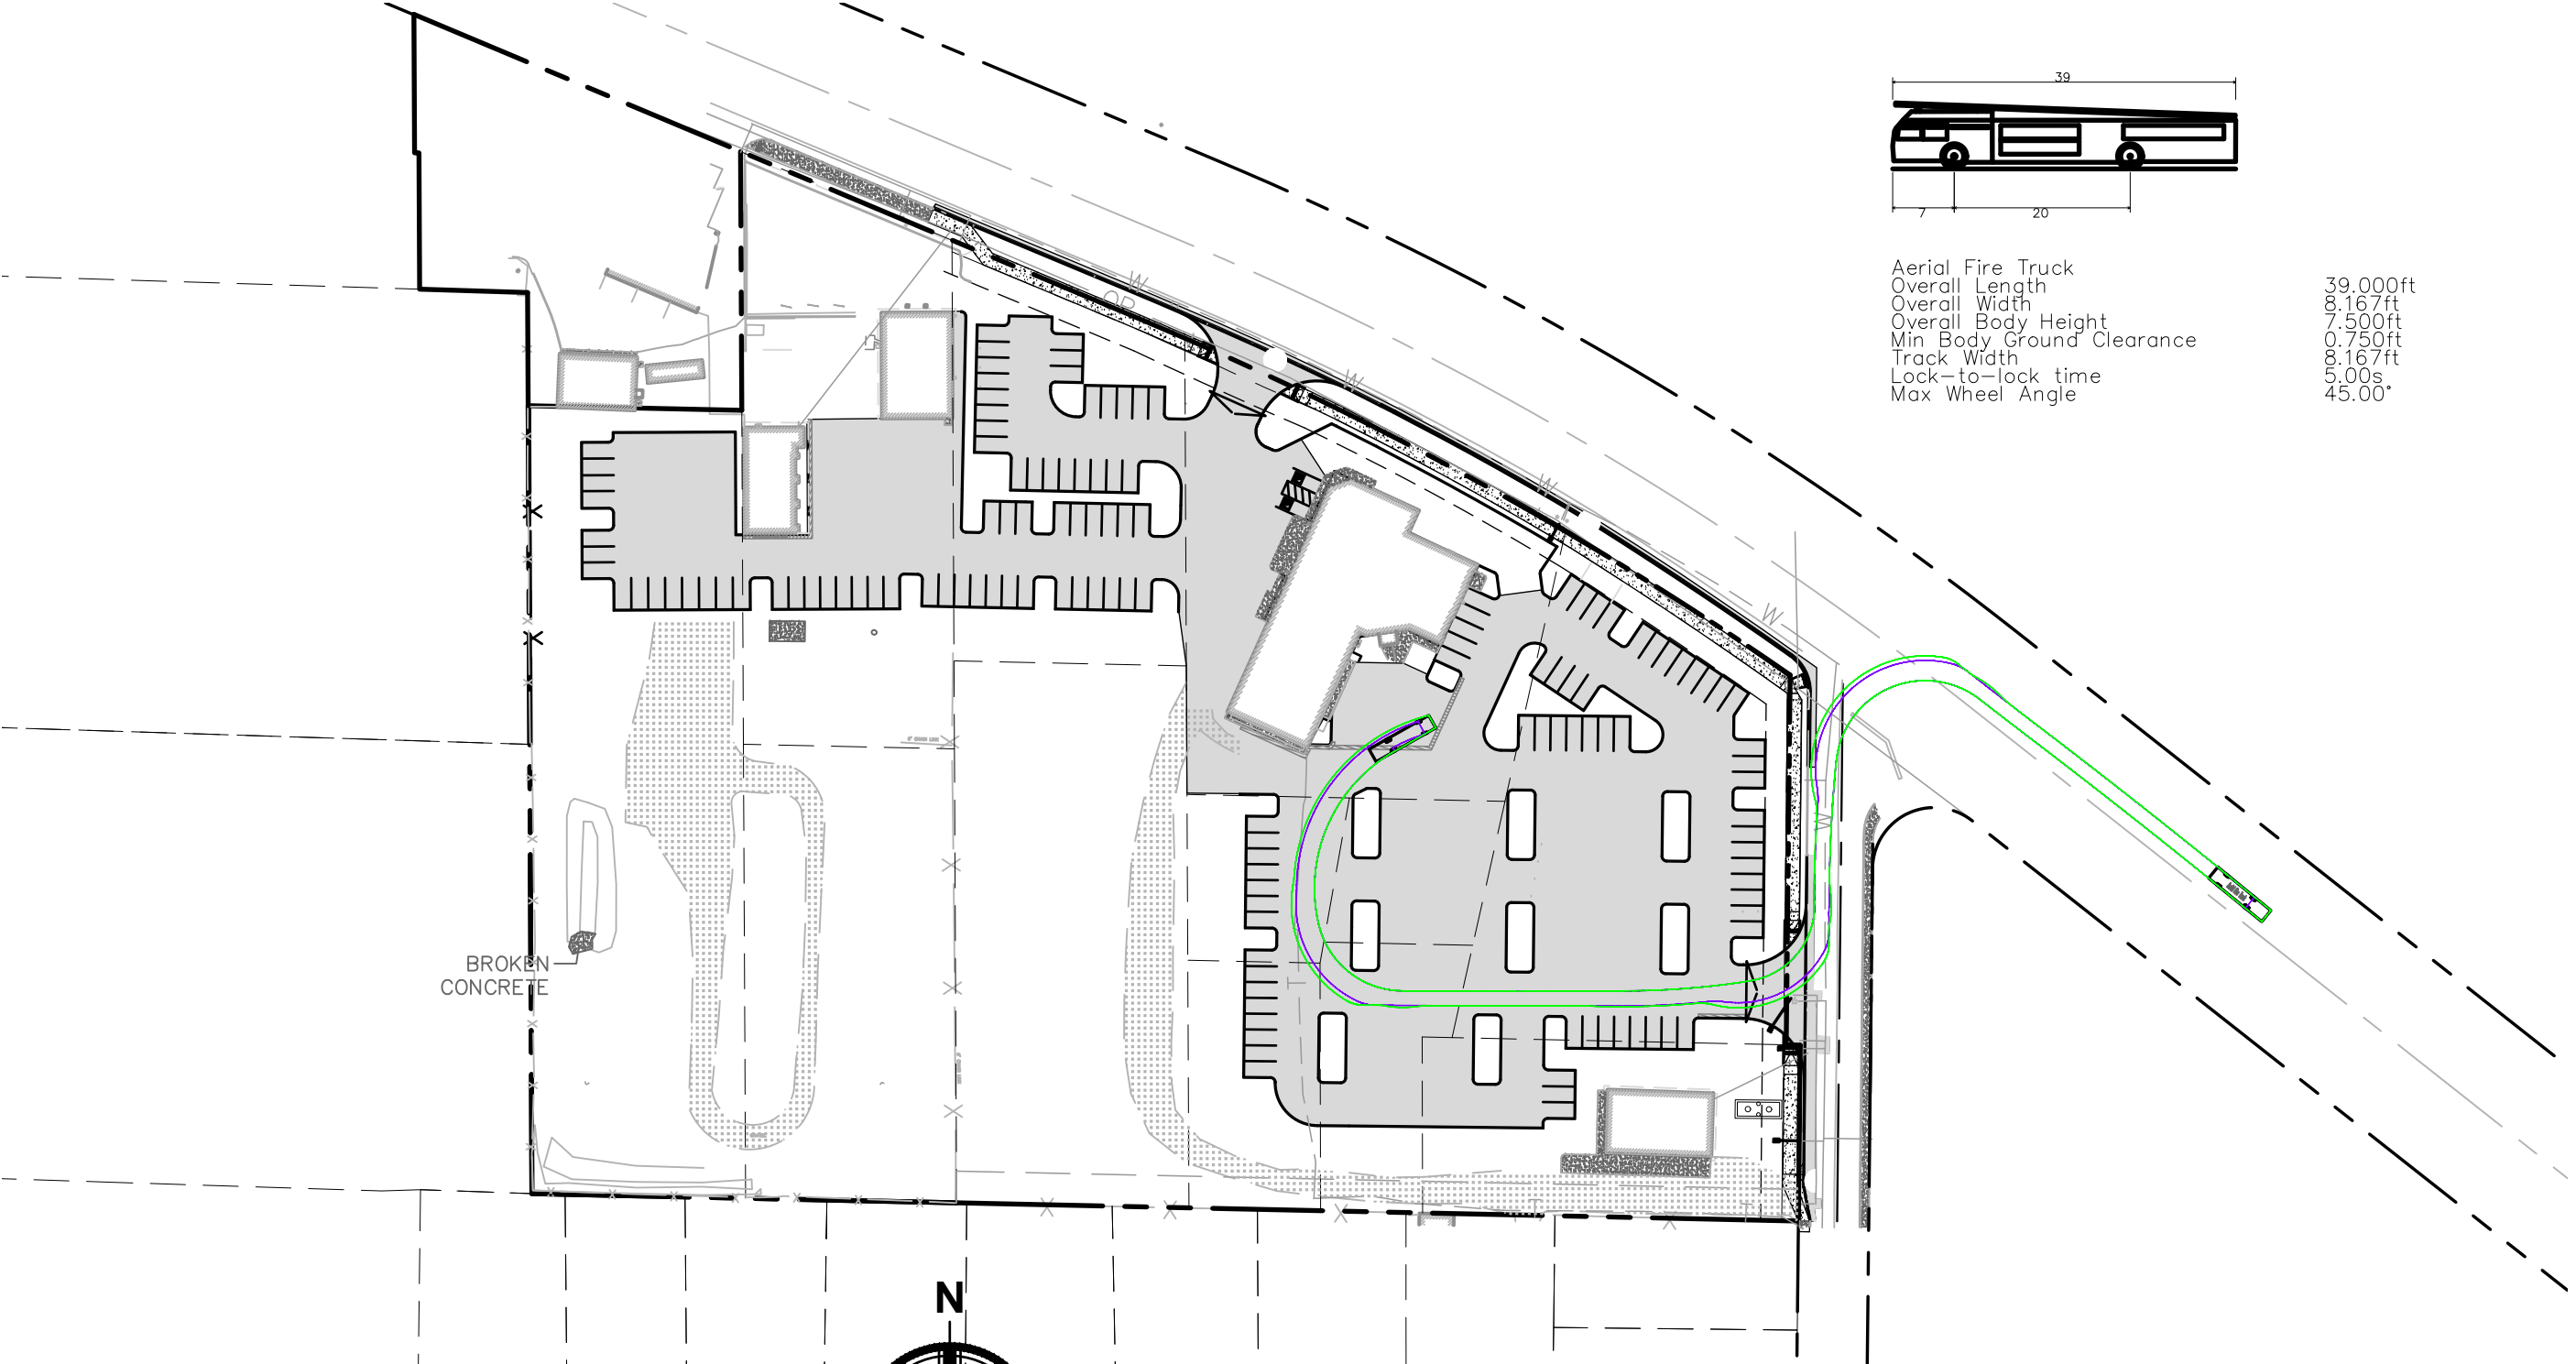 39
7
20
Aerial Fire Truck
Overall Length 39.000ft
Overall Width 8.167ft
Overall Body Height 7.500ft
Min Body Ground Clearance 0.750ft
Track Width 8.167ft
Lock-to-lock time 5.00s
Max Wheel Angle 45.00°
W
OP
W
W
W
W
BROKEN
CONCRETE
T
T
T
N